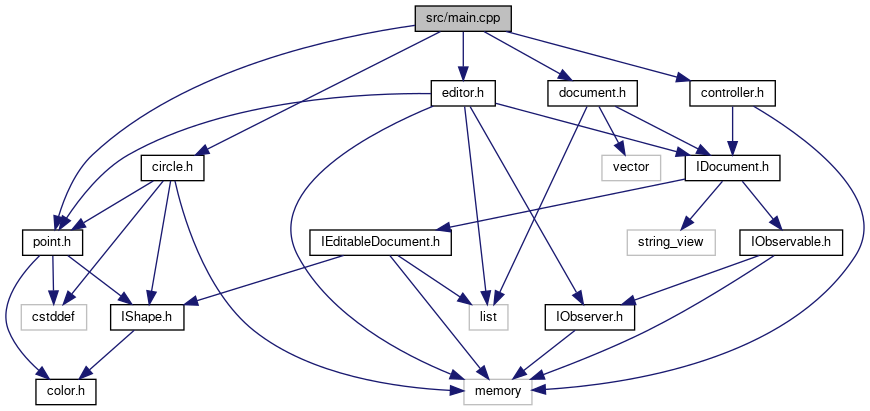 src/main.cpp
editor.h
document.h
controller.h
circle.h
vector
IDocument.h
point.h
IEditableDocument.h
string_view
IObservable.h
cstddef
IShape.h
list
IObserver.h
color.h
memory